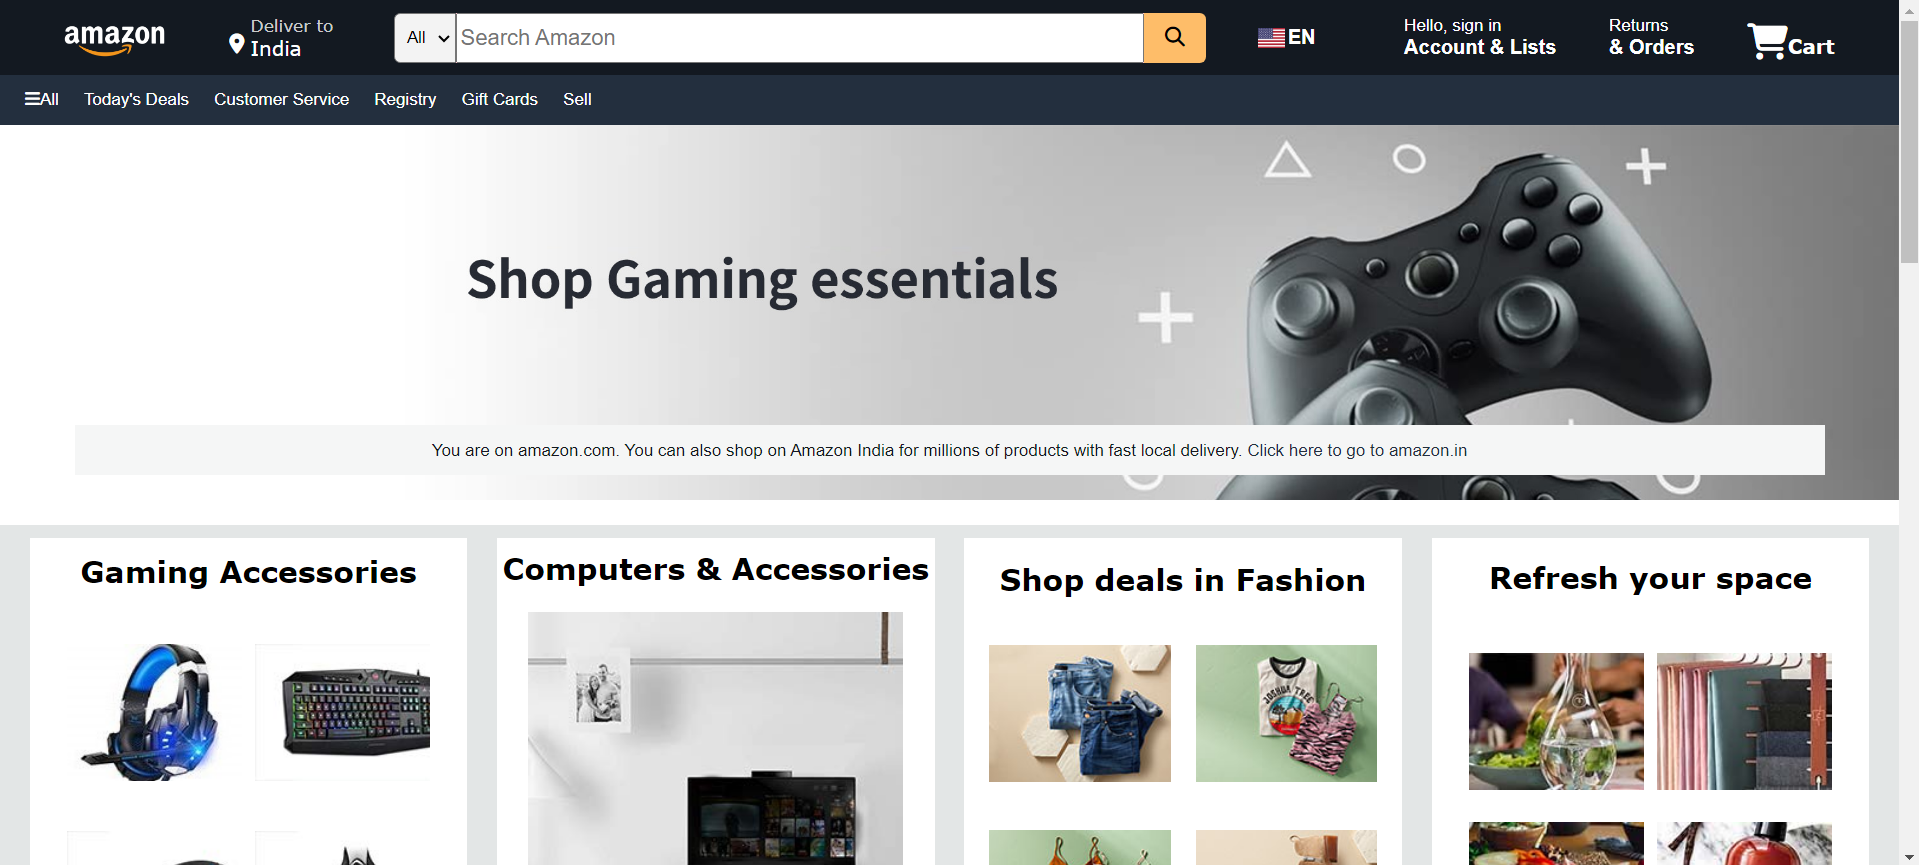 amazon
Deliver to
India
All
Search Amazon
EN
Hello, sign in
Account & Lists
Returns
& Orders
Cart
All
Today's Deals
Customer Service
Registry
Gift Cards
Sell
Shop Gaming essentials
You are on amazon.com. You can also shop on Amazon India for millions of products with fast local delivery. Click here to go to amazon.in
Gaming Accessories
Computers & Accessories
Shop deals in Fashion
Refresh your space
JOSHUA TREE